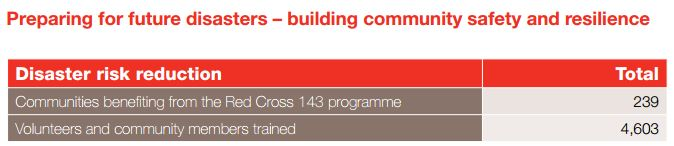 Preparing for future disasters – building community safety and resilience
Disaster risk reduction Total
Communities benefiting from the Red Cross 143 programme 239
Volunteers and community members trained 4,603